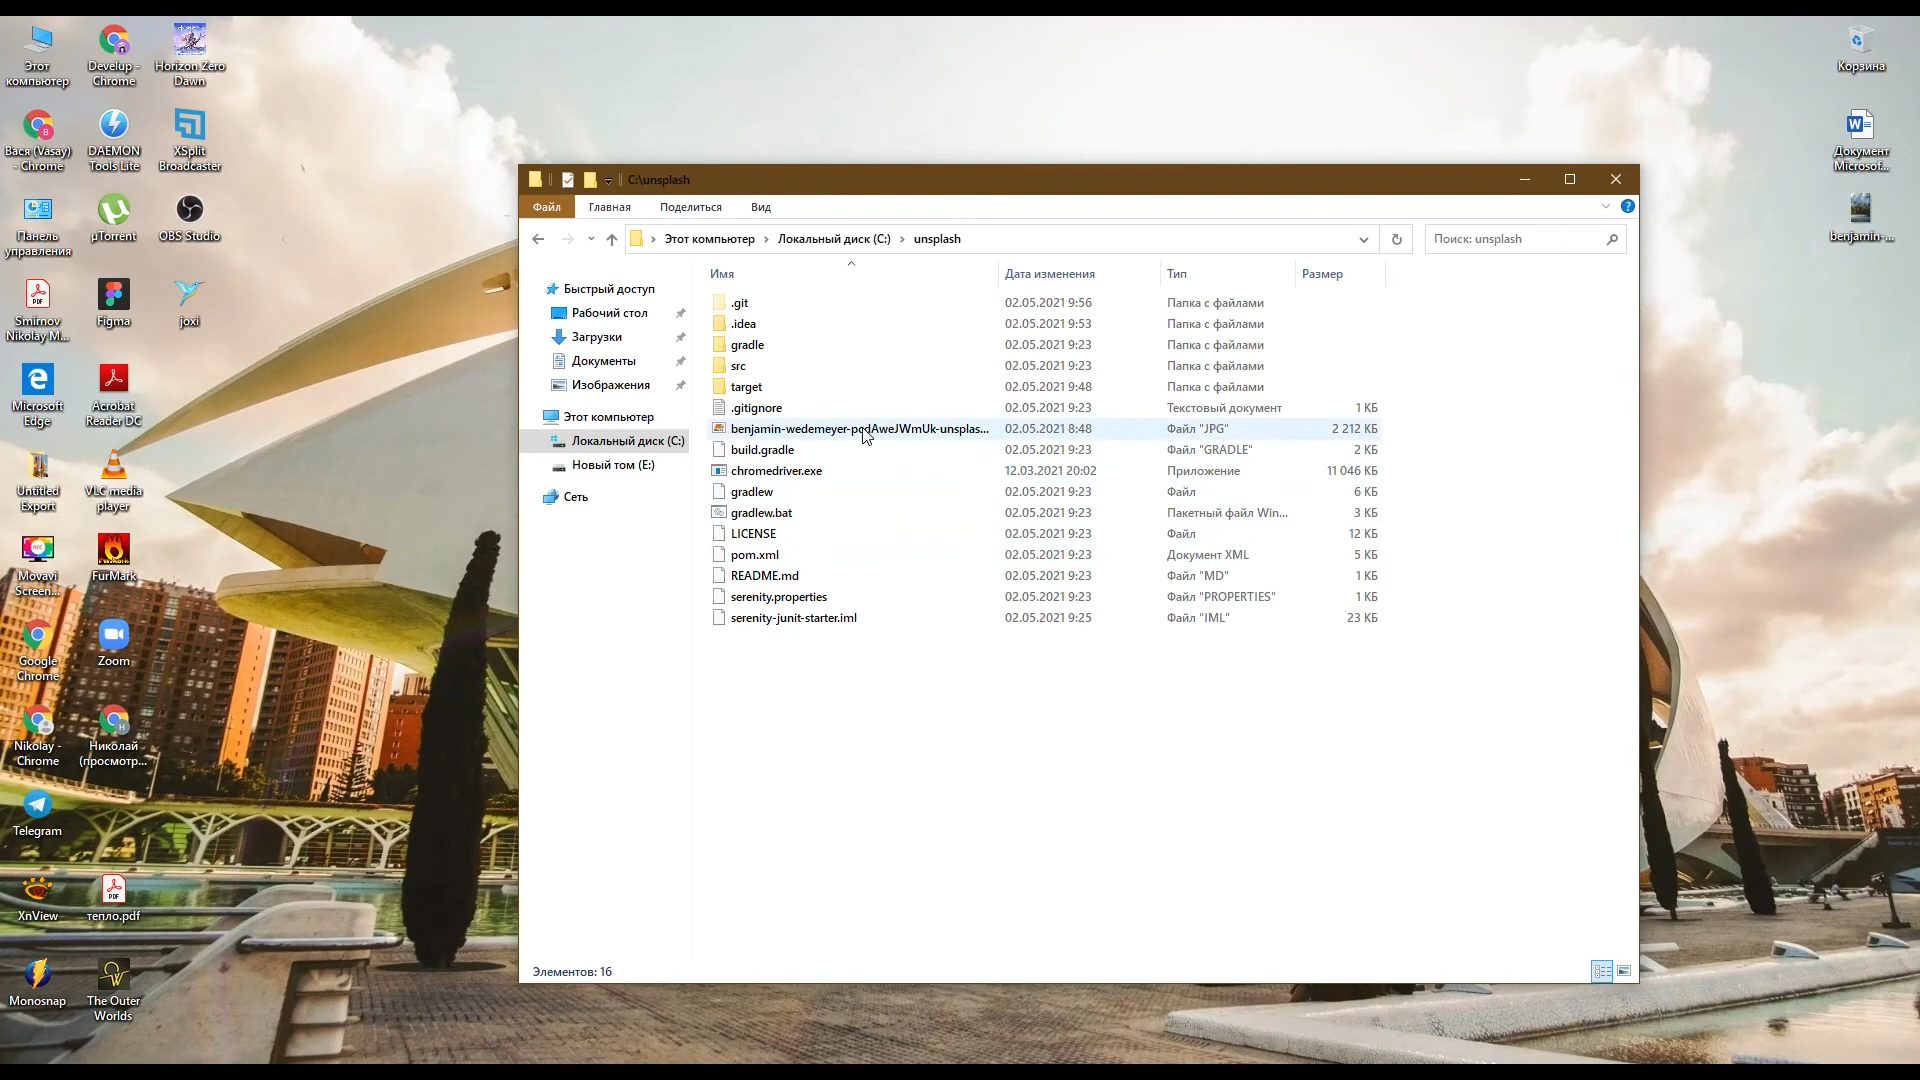 Этот
компьютер
Develup -
Chrome
Horizon Zero
Dawn
Вася (Vasay)
- Chrome
DAEMON
Tools Lite
XSplit
Broadcaster
Панель
управления
µTorrent
OBS Studio
Smirnov
Nikolay M...
Figma
joxi
Microsoft
Edge
Acrobat
Reader DC
Untitled
Export
VLC media
player
Movavi
Screen...
FurMark
Google
Chrome
Zoom
Nikolay -
Chrome
Николай
(просмотр...
Telegram
XnView
тепло.pdf
Monosnap
The Outer
Worlds
C:\unsplash
Файл
Главная
Поделиться
Вид
Этот компьютер
Локальный диск (C:)
unsplash
Поиск: unsplash
Быстрый доступ
Рабочий стол
Загрузки
Документы
Изображения
Этот компьютер
Локальный диск (C:)
Новый том (E:)
Сеть
Имя Дата изменения Тип Размер
.git 02.05.2021 9:56 Папка с файлами
.idea 02.05.2021 9:53 Папка с файлами
gradle 02.05.2021 9:23 Папка с файлами
src 02.05.2021 9:23 Папка с файлами
target 02.05.2021 9:48 Папка с файлами
.gitignore 02.05.2021 9:23 Текстовый документ 1 КБ
02.05.2021 8:48 Файл "JPG" 2 212 КБ
build.gradle 02.05.2021 9:23 Файл "GRADLE" 2 КБ
chromedriver.exe 12.03.2021 20:02 Приложение 11 046 КБ
gradlew 02.05.2021 9:23 Файл 6 КБ
gradlew.bat 02.05.2021 9:23 Пакетный файл Win... 3 КБ
LICENSE 02.05.2021 9:23 Файл 12 КБ
pom.xml 02.05.2021 9:23 Документ XML 5 КБ
README.md 02.05.2021 9:23 Файл "MD" 1 КБ
serenity.properties 02.05.2021 9:23 Файл "PROPERTIES" 1 КБ
serenity-junit-starter.iml 02.05.2021 9:25 Файл "IML" 23 КБ
Элементов: 16
Корзина
Документ
Microsof...
benjamin-...